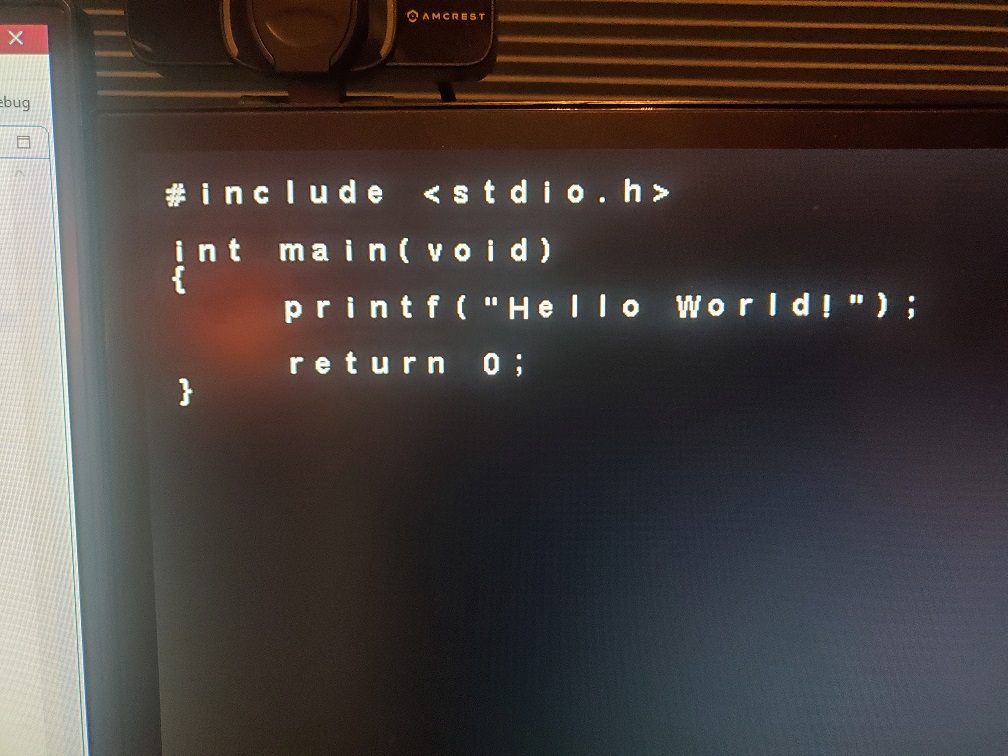 AMCREST
ebug
#include <stdio.h>
int main(void)
{
    printf("Hello World!");
    return 0;
}